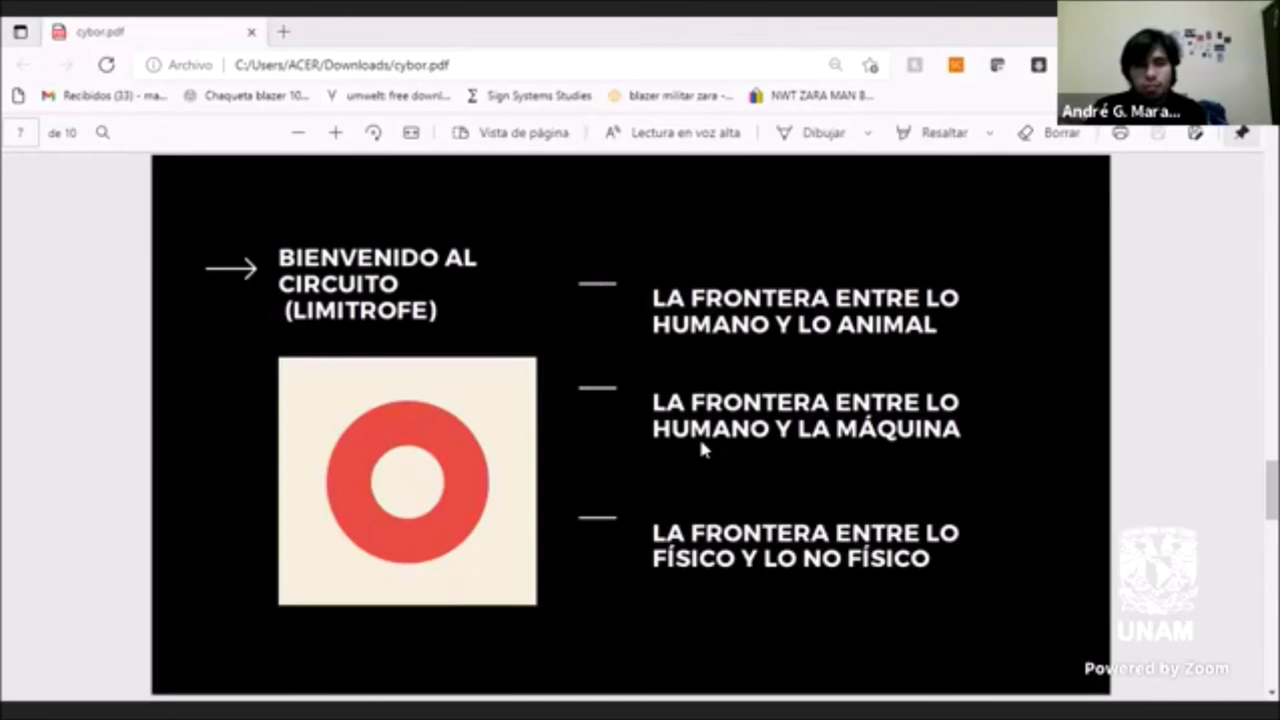 cybor.pdf
Archivo
C:/Users/ACER/Downloads/cybor.pdf
Recibidos (33) - ma...
Chaqueta blazer 10...
umwelt: free downl...
Sign Systems Studies
blazer militar zara -...
NWT ZARA MAN B...
André G. Mara...
7
de 10
Vista de página
Lectura en voz alta
Dibujar
Resaltar
Borrar
BIENVENIDO AL
CIRCUITO
(LIMITROFE)
LA FRONTERA ENTRE LO
HUMANO Y LO ANIMAL
LA FRONTERA ENTRE LO
HUMANO Y LA MÁQUINA
LA FRONTERA ENTRE LO
FÍSICO Y LO NO FÍSICO
UNAM
Powered by Zoom